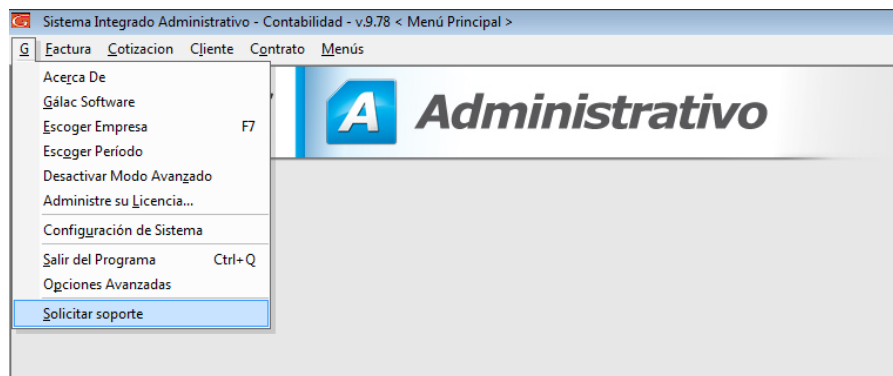 Sistema Integrado Administrativo - Contabilidad - v.9.78 < Menú Principal >
G Factura Cotizacion Cliente Contrato Menús
Administrativo
Acerca De
Gálac Software
Escoger Empresa F7
Escoger Período
Desactivar Modo Avanzado
Administre su Licencia...
Configuración de Sistema
Salir del Programa Ctrl+Q
Opciones Avanzadas
Solicitar soporte